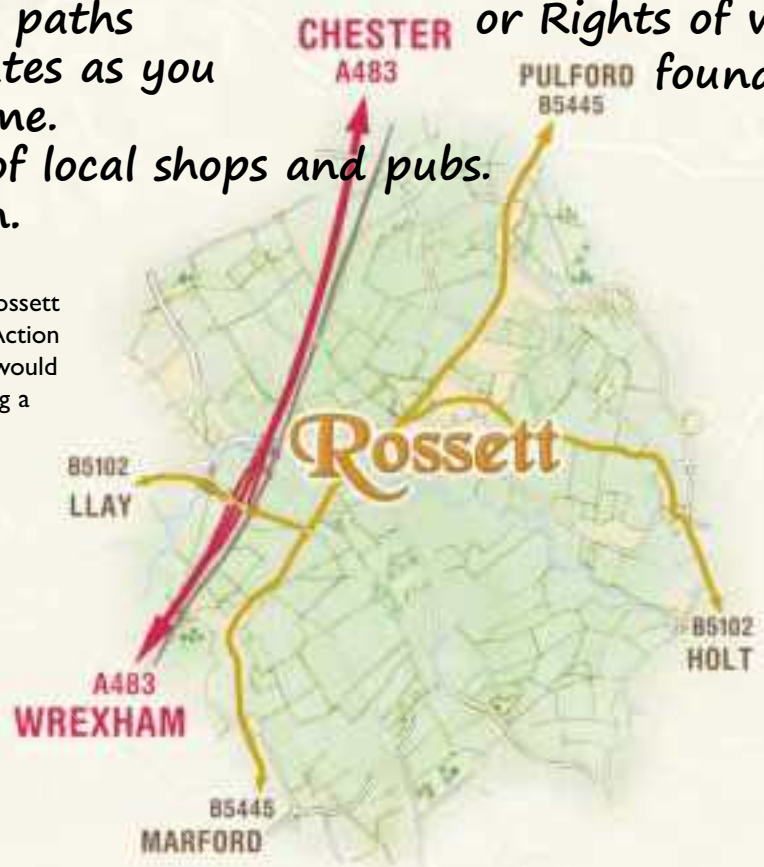 paths
tes as you
me.
of local shops and pubs.
n.
or Rights of w
found
CHESTER
A483
PULFORD
B5445
ossett
Action
would
g a
Rossett
B5102
LLAY
B5102
HOLT
A483
WREXHAM
B5445
MARFORD